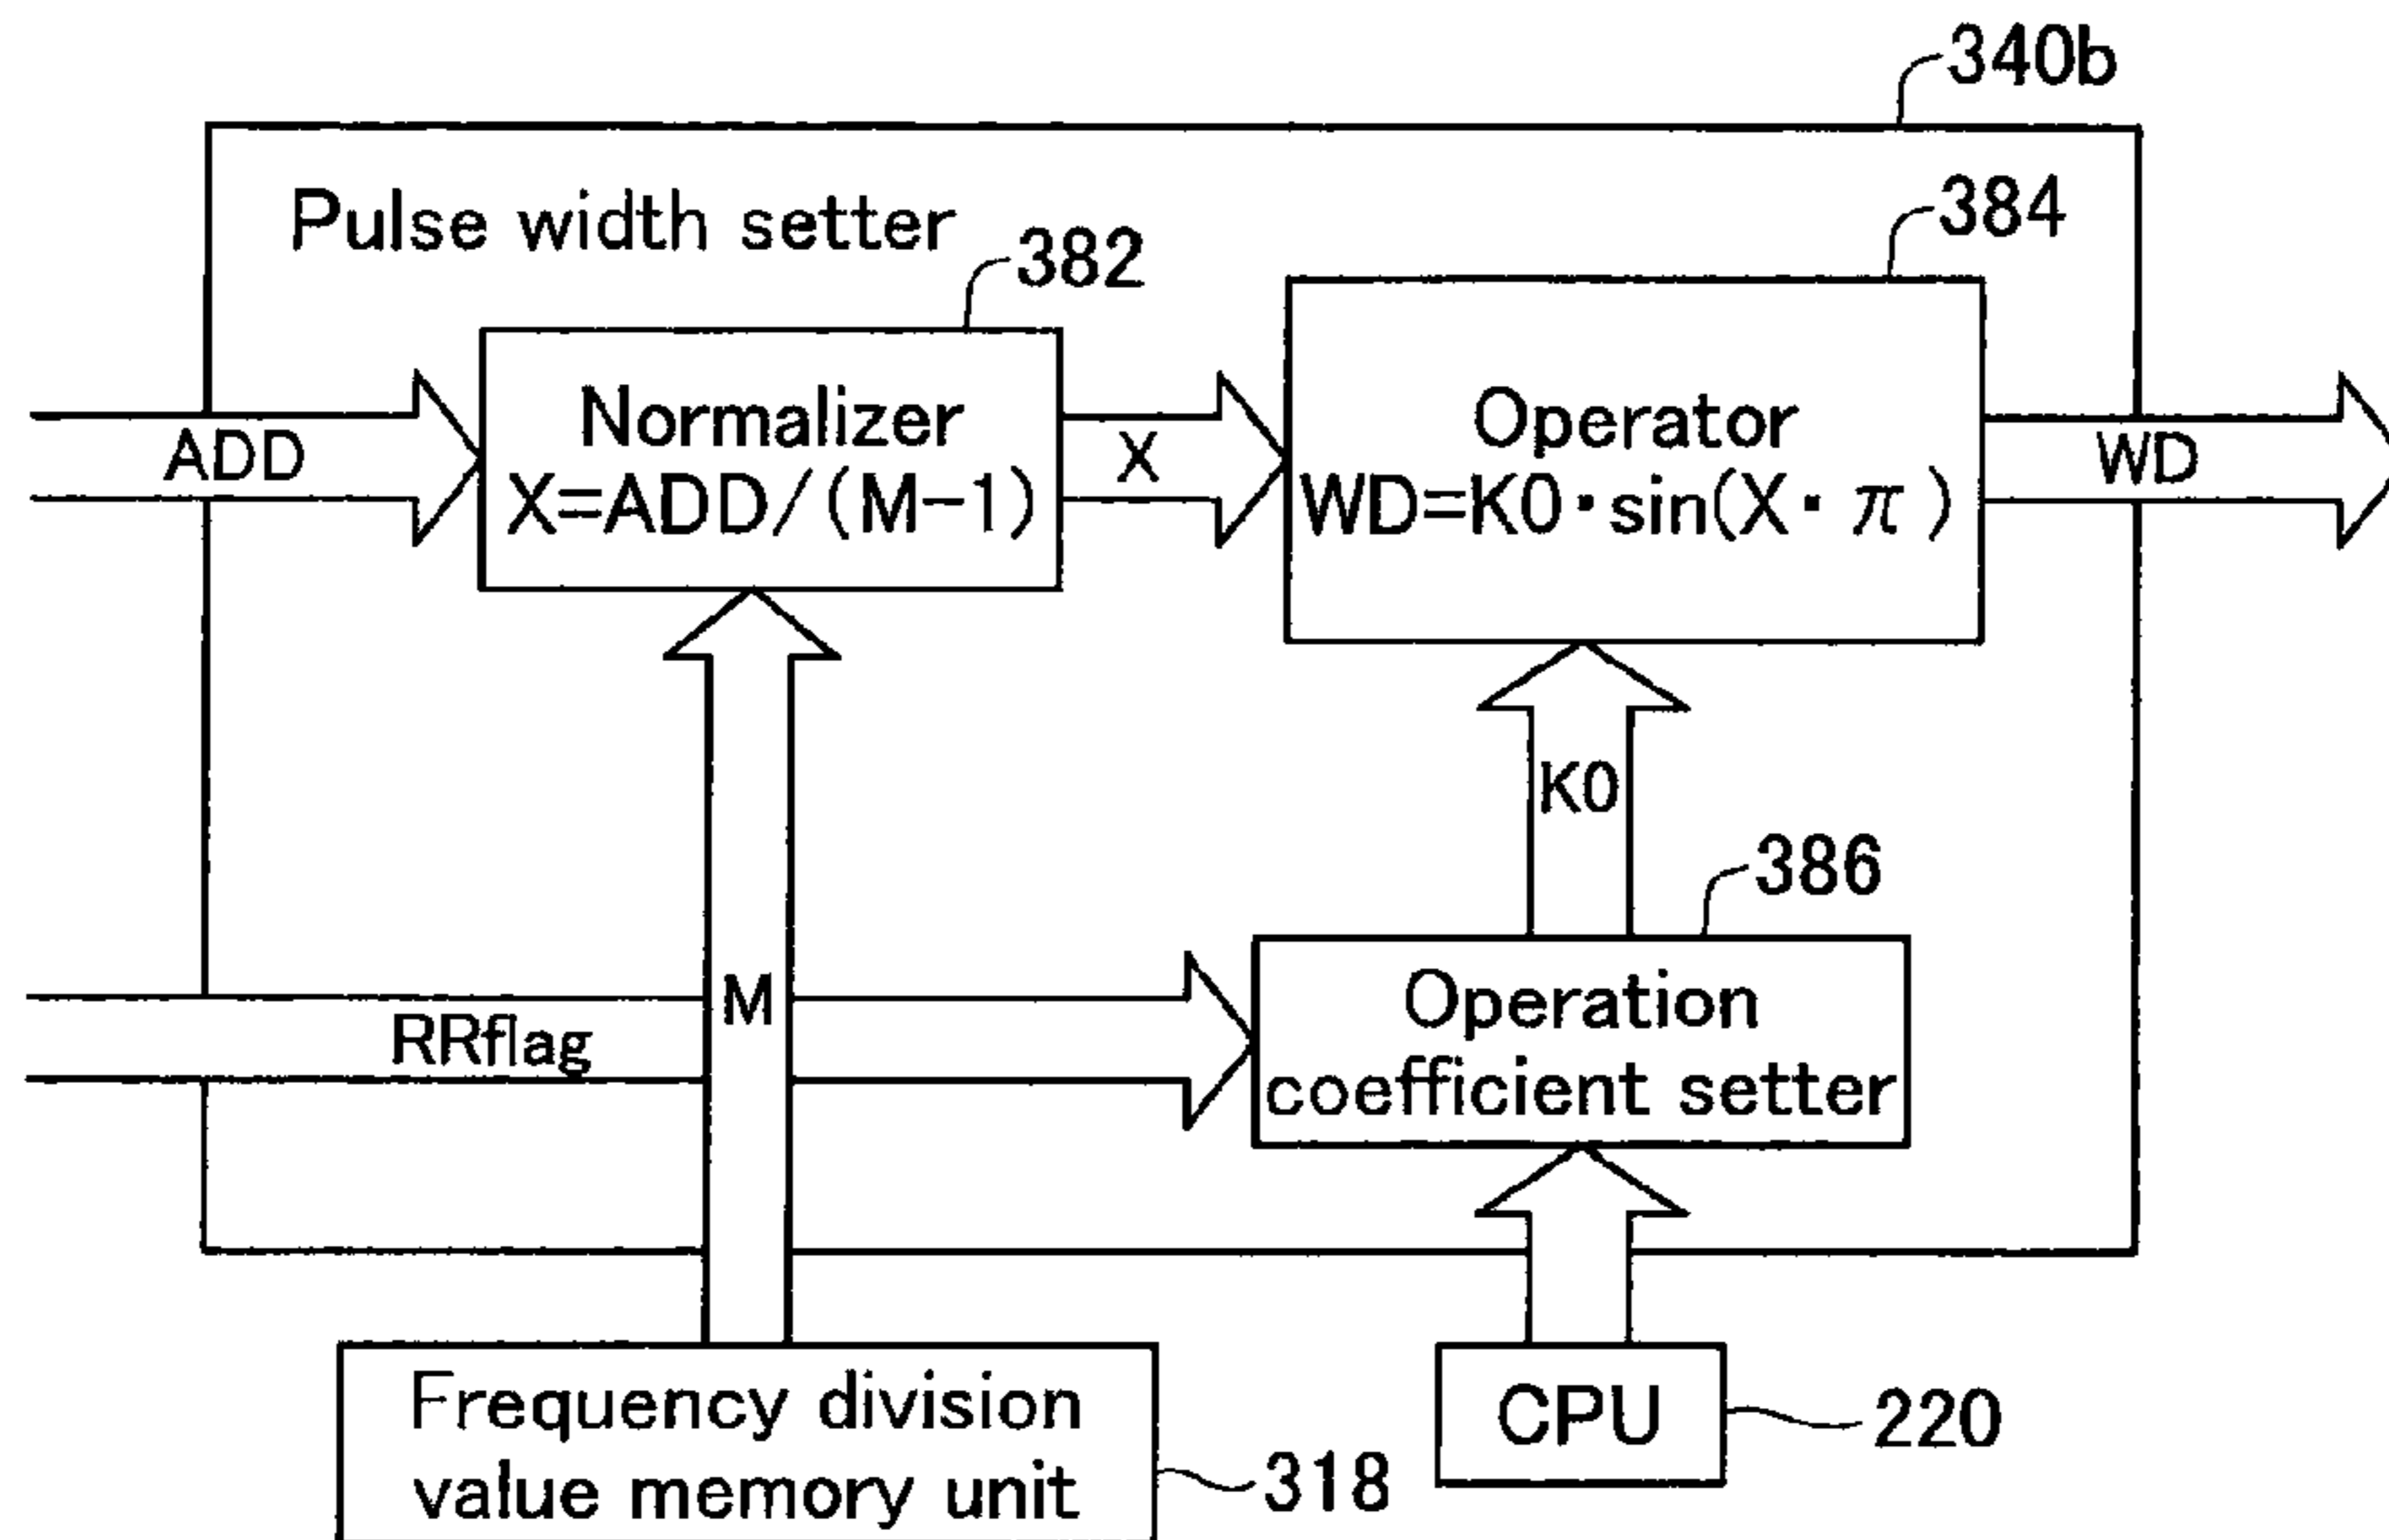 340b
Pulse width setter
382
384
ADD
Normalizer
X=ADD/(M-1)
X
Operator
WD=K0・sin(X・π)
WD
K0
386
RRflag
M
Operation
coefficient setter
Frequency division
value memory unit
318
CPU
220